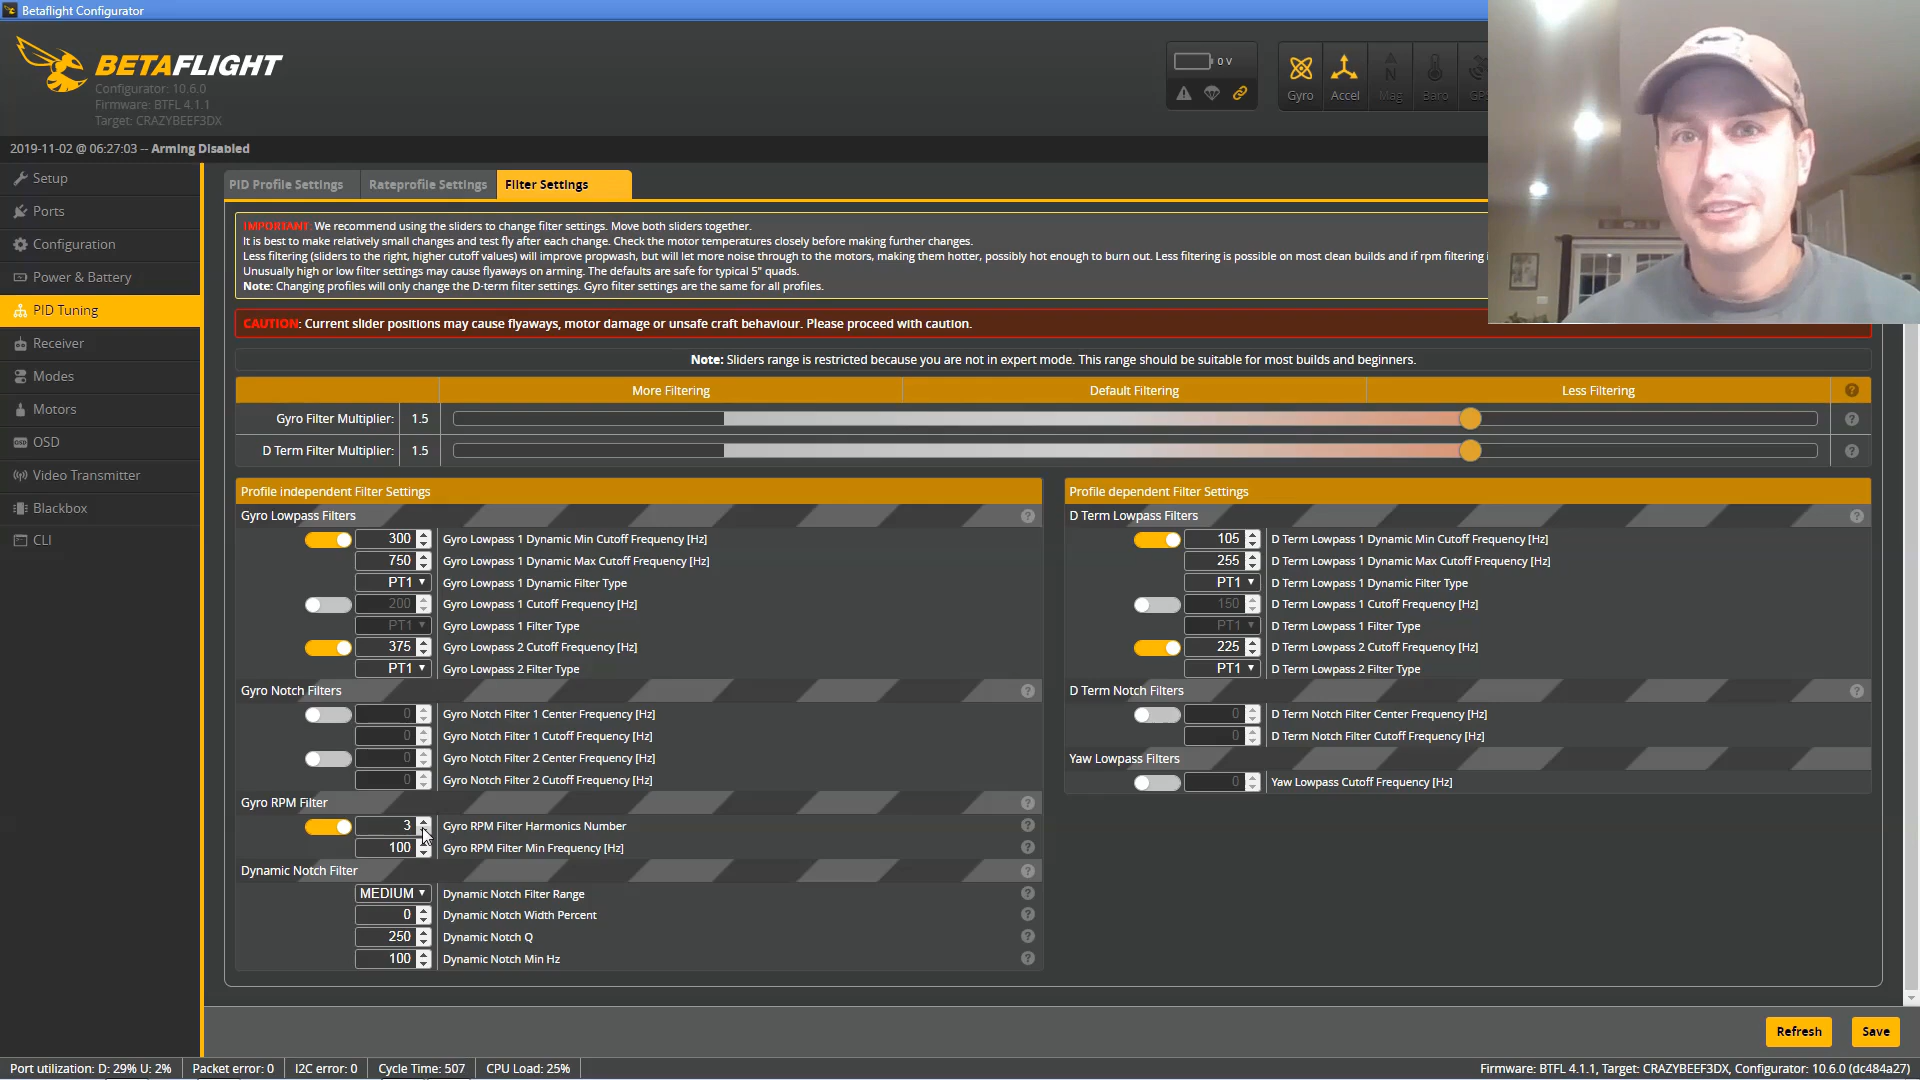 Betaflight Configurator
BETAFLIGHT
Configurator: 10.6.0
Firmware: BTFL 4.1.1
Target: CRAZYBEEF3DX
0 V
Gyro
Accel
Mag
Baro
2019-11-02 @ 06:27:03 -- Arming Disabled
Setup
Ports
Configuration
Power & Battery
PID Tuning
Receiver
Modes
Motors
OSD
Video Transmitter
Blackbox
CLI
PID Profile Settings
Rateprofile Settings
Filter Settings
IMPORTANT: We recommend using the sliders to change filter settings. Move both sliders together.
It is best to make relatively small changes and test fly after each change. Check the motor temperatures closely before making further changes.
Less filtering (sliders to the right, higher cutoff values) will improve propwash, but will let more noise through to the motors, making them hotter, possibly hot enough to burn out. Less filtering is possible on most clean builds and if rpm filtering
Unusually high or low filter settings may cause flyaways on arming. The defaults are safe for typical 5" quads.
Note: Changing profiles will only change the D-term filter settings. Gyro filter settings are the same for all profiles.
CAUTION: Current slider positions may cause flyaways, motor damage or unsafe craft behaviour. Please proceed with caution.
Note: Sliders range is restricted because you are not in expert mode. This range should be suitable for most builds and beginners.
More Filtering Default Filtering Less Filtering
Gyro Filter Multiplier: 1.5
D Term Filter Multiplier: 1.5
Profile independent Filter Settings
Gyro Lowpass Filters
300 Gyro Lowpass 1 Dynamic Min Cutoff Frequency [Hz]
750 Gyro Lowpass 1 Dynamic Max Cutoff Frequency [Hz]
PT1 Gyro Lowpass 1 Dynamic Filter Type
200 Gyro Lowpass 1 Cutoff Frequency [Hz]
PT1 Gyro Lowpass 1 Filter Type
375 Gyro Lowpass 2 Cutoff Frequency [Hz]
PT1 Gyro Lowpass 2 Filter Type
Gyro Notch Filters
0 Gyro Notch Filter 1 Center Frequency [Hz]
0 Gyro Notch Filter 1 Cutoff Frequency [Hz]
0 Gyro Notch Filter 2 Center Frequency [Hz]
0 Gyro Notch Filter 2 Cutoff Frequency [Hz]
Gyro RPM Filter
3 Gyro RPM Filter Harmonics Number
100 Gyro RPM Filter Min Frequency [Hz]
Dynamic Notch Filter
MEDIUM Dynamic Notch Filter Range
0 Dynamic Notch Width Percent
250 Dynamic Notch Q
100 Dynamic Notch Min Hz
Profile dependent Filter Settings
D Term Lowpass Filters
105 D Term Lowpass 1 Dynamic Min Cutoff Frequency [Hz]
255 D Term Lowpass 1 Dynamic Max Cutoff Frequency [Hz]
PT1 D Term Lowpass 1 Dynamic Filter Type
150 D Term Lowpass 1 Cutoff Frequency [Hz]
PT1 D Term Lowpass 1 Filter Type
225 D Term Lowpass 2 Cutoff Frequency [Hz]
PT1 D Term Lowpass 2 Filter Type
D Term Notch Filters
0 D Term Notch Filter Center Frequency [Hz]
0 D Term Notch Filter Cutoff Frequency [Hz]
Yaw Lowpass Filters
0 Yaw Lowpass Cutoff Frequency [Hz]
Refresh Save
Port utilization: D: 29% U: 2% Packet error: 0 I2C error: 0 Cycle Time: 507 CPU Load: 25% Firmware: BTFL 4.1.1, Target: CRAZYBEEF3DX, Configurator: 10.6.0 (dc484a27)